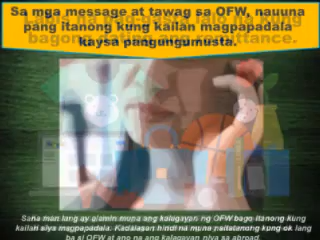 Sa mga message at tawag sa OFW, nauuna
pang itanong kung kailan magpapadala
kaysa pangungumusta.
Sana man lang ay alamin muna ang kalagayan ng OFW bago itanong kung
kailan siya magpapadala. Kadalasan hindi na muna naitatanong kung ok lang
ba si OFW at ano na ang kalagayan niya sa abroad